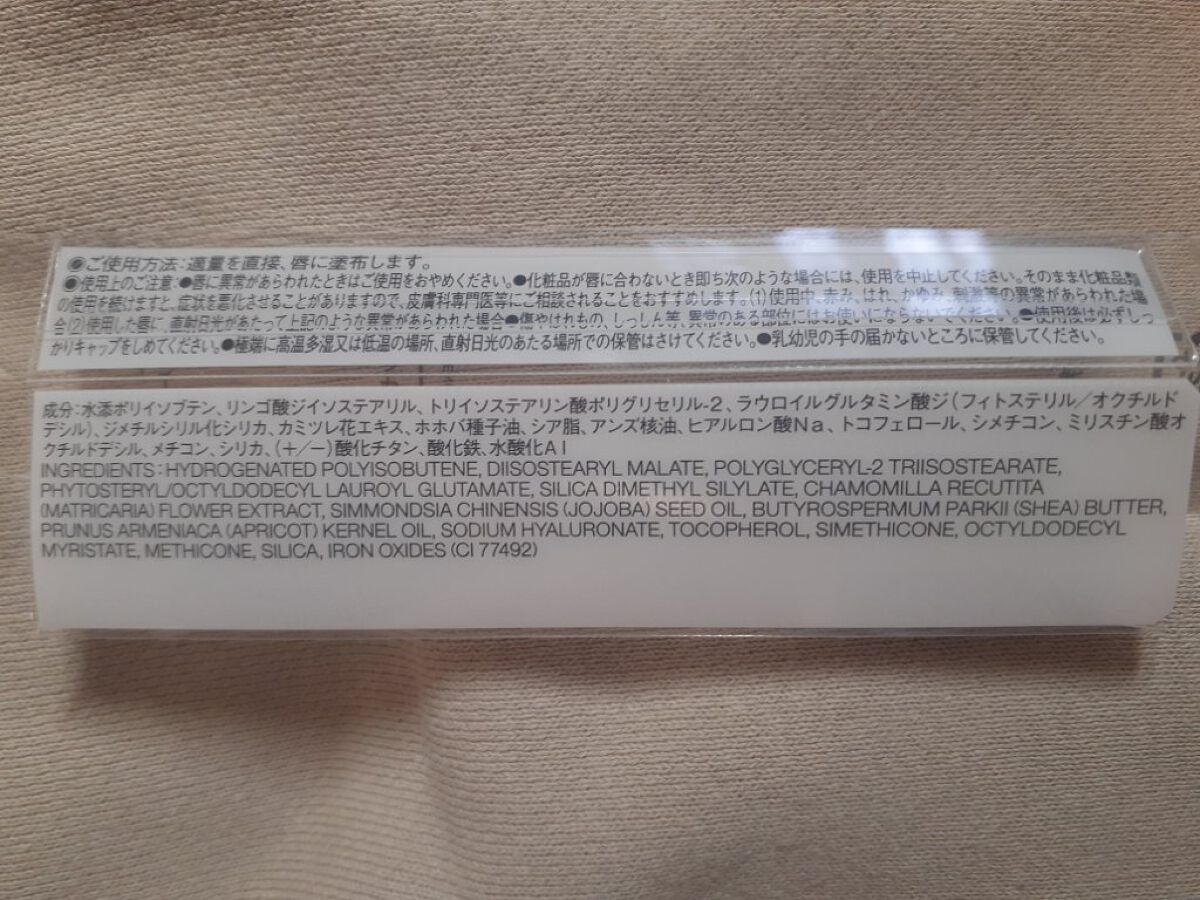 ●ご使用方法:適量を直接、唇に塗布します。
●使用上のご注意:●唇に異常があらわれたときはご使用をおやめください。●化粧品が唇に合わないとき即ち次のような場合には、使用を中止してください。そのまま化粧品類
の使用を続けますと、症状を悪化させることがありますので、皮膚科専門医等にご相談されることをおすすめします。(1)使用中、赤み、はれ、かゆみ、刺激等の異常があらわれた場
合(2)使用した唇に、直射日光があたって上記のような異常があらわれた場合●傷やはれもの、しっしん等、異常のある部位にはお使いにならないでください。●使用後は必ずしっ
かりキャップをしめてください。●極端に高温多湿又は低温の場所、直射日光のあたる場所での保管はさけてください。●乳幼児の手の届かないところに保管してください。
成分:水添ポリイソブテン、リンゴ酸ジイソステアリル、トリイソステアリン酸ポリグリセリル-2、ラウロイルグルタミン酸ジ(フィトステリル/オクチルド
デシル)、ジメチルシリル化シリカ、カミツレ花エキス、ホホバ種子油、シア脂、アンズ核油、ヒアルロン酸Na、トコフェロール、シメチコン、ミリスチン酸オ
クチルドデシル、メチコン、シリカ、(+/-)酸化チタン、酸化鉄、水酸化Al
INGREDIENTS:HYDROGENATED POLYISOBUTENE, DIISOSTEARYL MALATE, POLYGLYCERYL-2 TRIISOSTEARATE,
PHYTOSTERYL/OCTYLDODECYL LAUROYL GLUTAMATE, SILICA DIMETHYL SILYLATE, CHAMOMILLA RECUTITA
(MATRICARIA) FLOWER EXTRACT, SIMMONDSIA CHINENSIS (JOJOBA) SEED OIL, BUTYROSPERMUM PARKII (SHEA) BUTTER,
PRUNUS ARMENIACA (APRICOT) KERNEL OIL, SODIUM HYALURONATE, TOCOPHEROL, SIMETHICONE, OCTYLDODECYL
MYRISTATE, METHICONE, SILICA, IRON OXIDES (CI 77492)